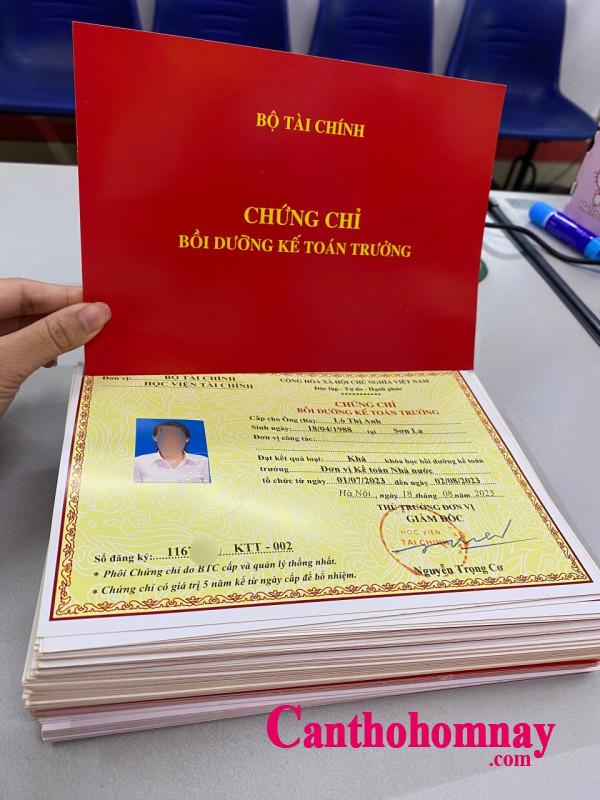 BỘ TÀI CHÍNH
CHỨNG CHỈ
BỒI DƯỠNG KẾ TOÁN TRƯỞNG
Đơn vị: BỘ TÀI CHÍNH
HỌC VIỆN TÀI CHÍNH
CỘNG HÒA XÃ HỘI CHỦ NGHĨA VIỆT NAM
Độc lập - Tự do - Hạnh phúc
CHỨNG CHỈ
BỒI DƯỠNG KẾ TOÁN TRƯỞNG
Cấp cho Ông (Bà): Lò Thị Anh
Sinh ngày: 18/04/1988 tại Sơn La
Đơn vị công tác:
Đạt kết quả loại: Khá khóa học bồi dưỡng kế toán
trưởng Đơn vị Kế toán Nhà nước
tổ chức từ ngày 01/07/2023 đến ngày 02/08/2023
Hà Nội, ngày 18 tháng 08 năm 2023
THỦ TRƯỞNG ĐƠN VỊ
GIÁM ĐỐC
HỌC VIỆN
TÀI CHÍNH
Nguyễn Trọng Cơ
Số đăng ký: 116 KTT - 002
* Phôi Chứng chỉ do BTC cấp và quản lý thống nhất.
* Chứng chỉ có giá trị 5 năm kể từ ngày cấp để bổ nhiệm.
Canthohomnay
.com